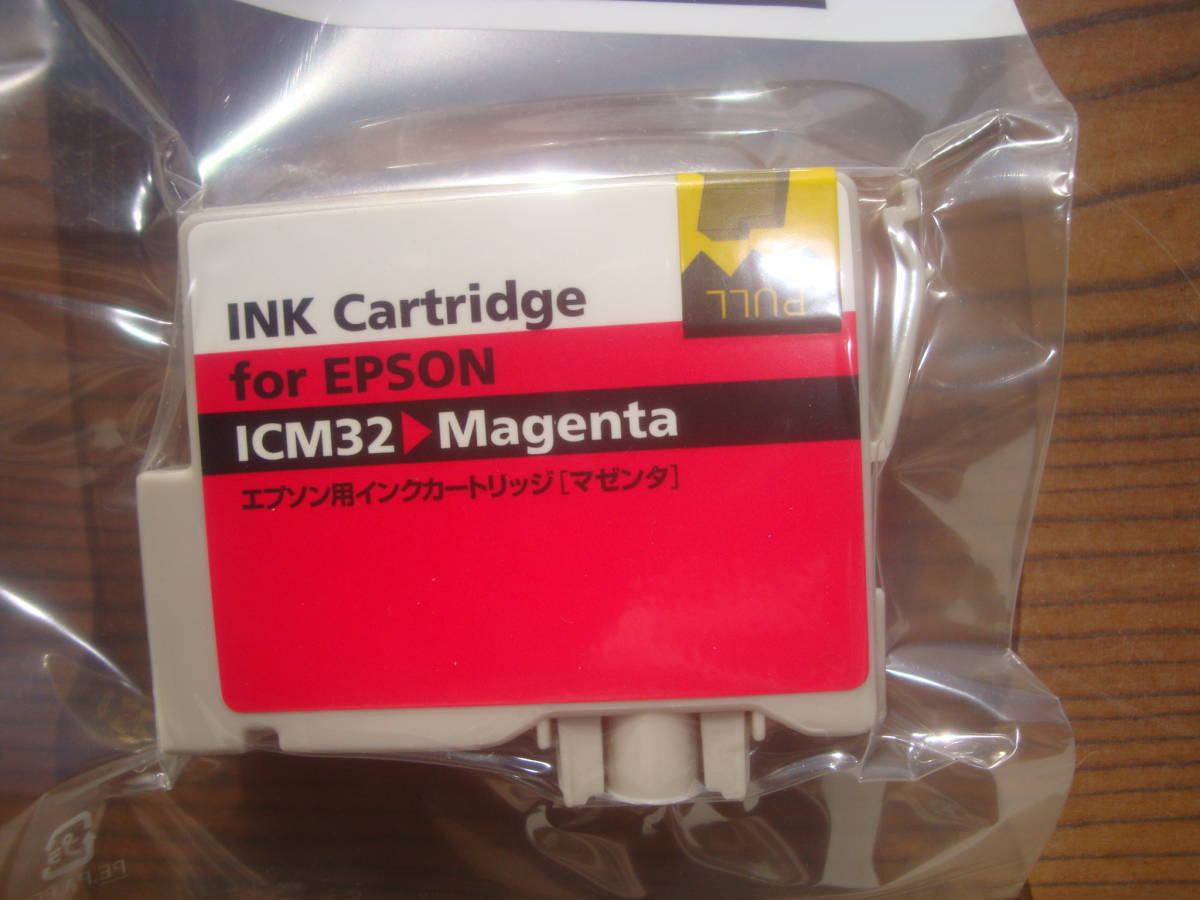 PULL
INK Cartridge
for EPSON
ICM32▶Magenta
エプソン用インクカートリッジ[マゼンタ]